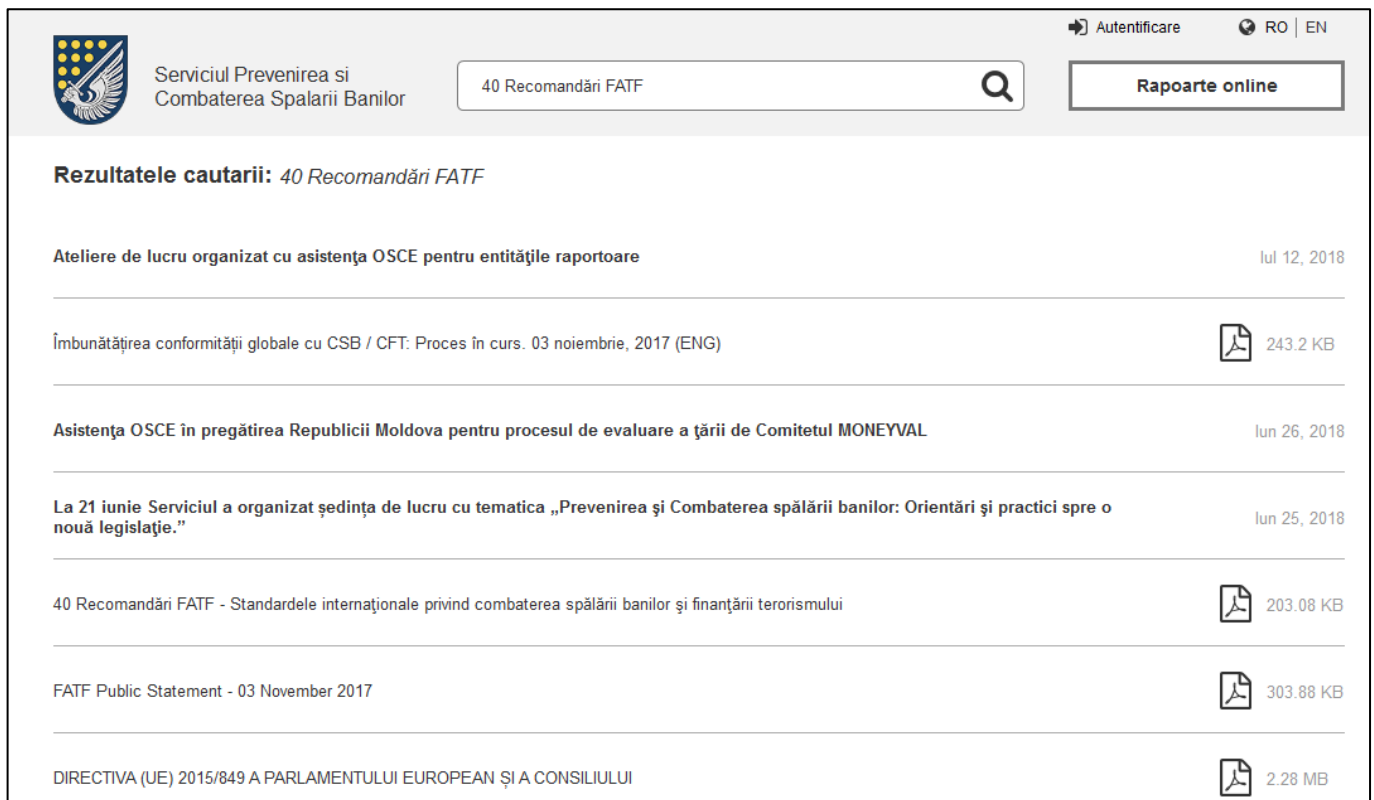 Autentificare RO | EN
Serviciul Prevenirea si
Combaterea Spalarii Banilor
40 Recomandări FATF
Rapoarte online
Rezultatele cautarii: 40 Recomandări FATF
Ateliere de lucru organizat cu asistenţa OSCE pentru entităţile raportoare Iul 12, 2018
Îmbunătățirea conformității globale cu CSB / CFT: Proces în curs. 03 noiembrie, 2017 (ENG) 243.2 KB
Asistenţa OSCE în pregătirea Republicii Moldova pentru procesul de evaluare a ţării de Comitetul MONEYVAL Iun 26, 2018
La 21 iunie Serviciul a organizat ședința de lucru cu tematica „Prevenirea şi Combaterea spălării banilor: Orientări şi practici spre o
nouă legislaţie.” Iun 25, 2018
40 Recomandări FATF - Standardele internaţionale privind combaterea spălării banilor şi finanţării terorismului 203.08 KB
FATF Public Statement - 03 November 2017 303.88 KB
DIRECTIVA (UE) 2015/849 A PARLAMENTULUI EUROPEAN ȘI A CONSILIULUI 2.28 MB